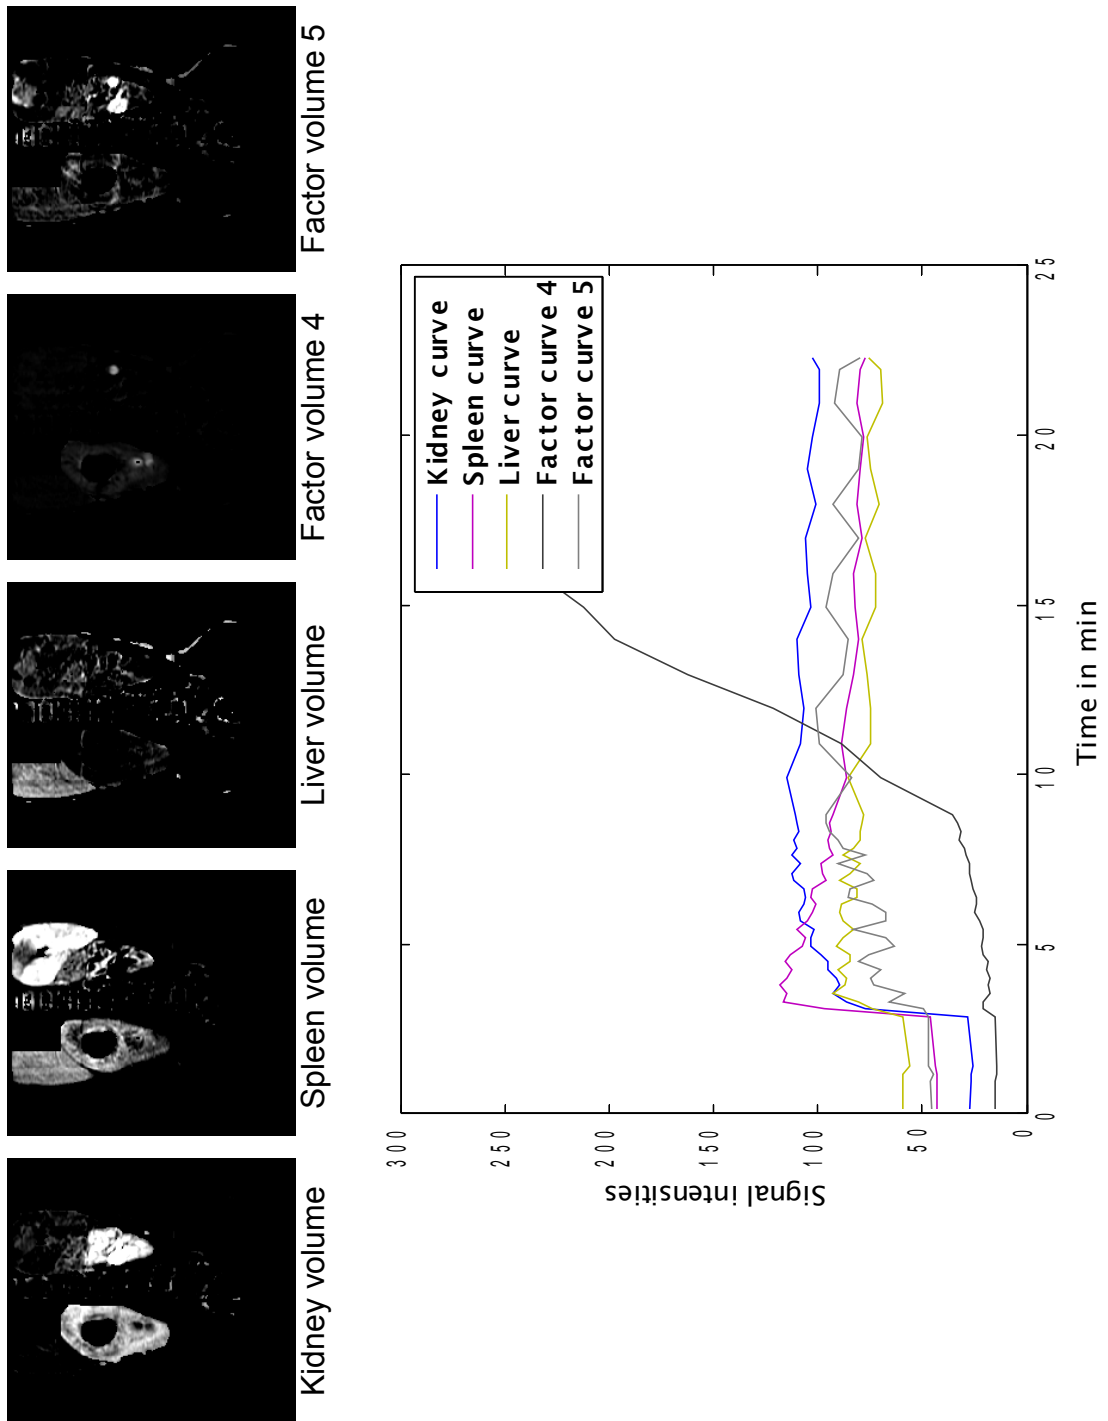 Kidney volume
Spleen volume
Liver volume
Factor volume 4
Factor volume 5
Signal intensities
300
250
200
150
100
50
0
0
5
10
15
20
25
Time in min
Kidney curve
Spleen curve
Liver curve
Factor curve 4
Factor curve 5